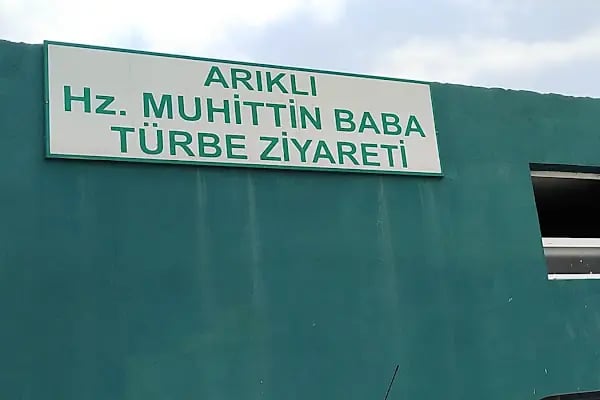 ARIKLI
Hz. MUHİTTİN BABA
TÜRBE ZİYARETİ